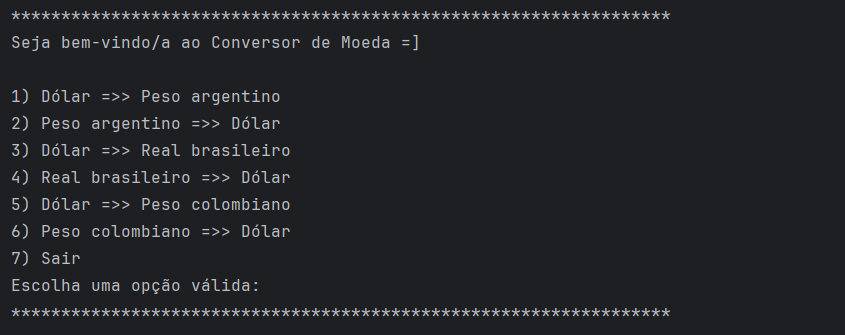 ******************************************************************
Seja bem-vindo/a ao Conversor de Moeda =]
1) Dólar =>> Peso argentino
2) Peso argentino =>> Dólar
3) Dólar =>> Real brasileiro
4) Real brasileiro =>> Dólar
5) Dólar =>> Peso colombiano
6) Peso colombiano =>> Dólar
7) Sair
Escolha uma opção válida:
******************************************************************